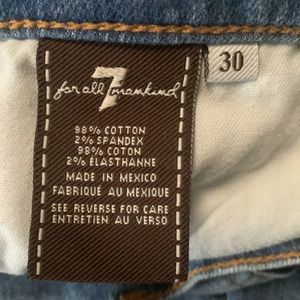 7
for all mankind
30
98% COTTON
2% SPANDEX
98% COTON
2% ÉLASTHANNE
MADE IN MEXICO
FABRIQUÉ AU MEXIQUE
SEE REVERSE FOR CARE
ENTRETIEN AU VERSO